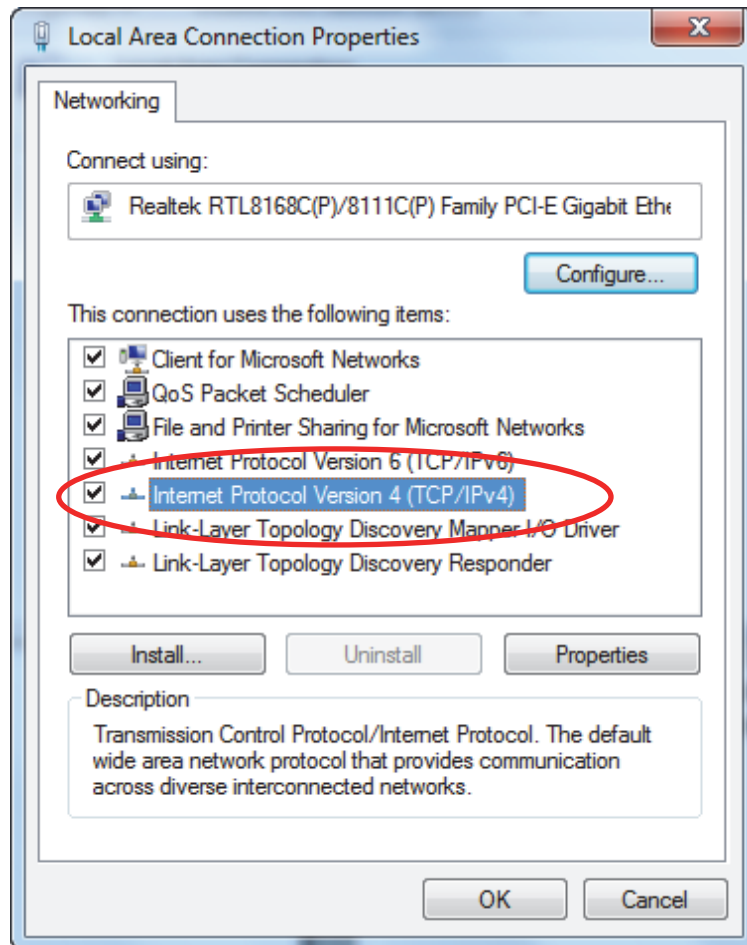 Local Area Connection Properties
Networking
Connect using:
Realtek RTL8168C(P)/8111C(P) Family PCI-E Gigabit Ethe
Configure...
This connection uses the following items:
Client for Microsoft Networks
QoS Packet Scheduler
File and Printer Sharing for Microsoft Networks
Internet Protocol Version 6 (TCP/IPv6)
Internet Protocol Version 4 (TCP/IPv4)
Link-Layer Topology Discovery Mapper I/O Driver
Link-Layer Topology Discovery Responder
Install... Uninstall Properties
Description
Transmission Control Protocol/Internet Protocol. The default
wide area network protocol that provides communication
across diverse interconnected networks.
OK Cancel